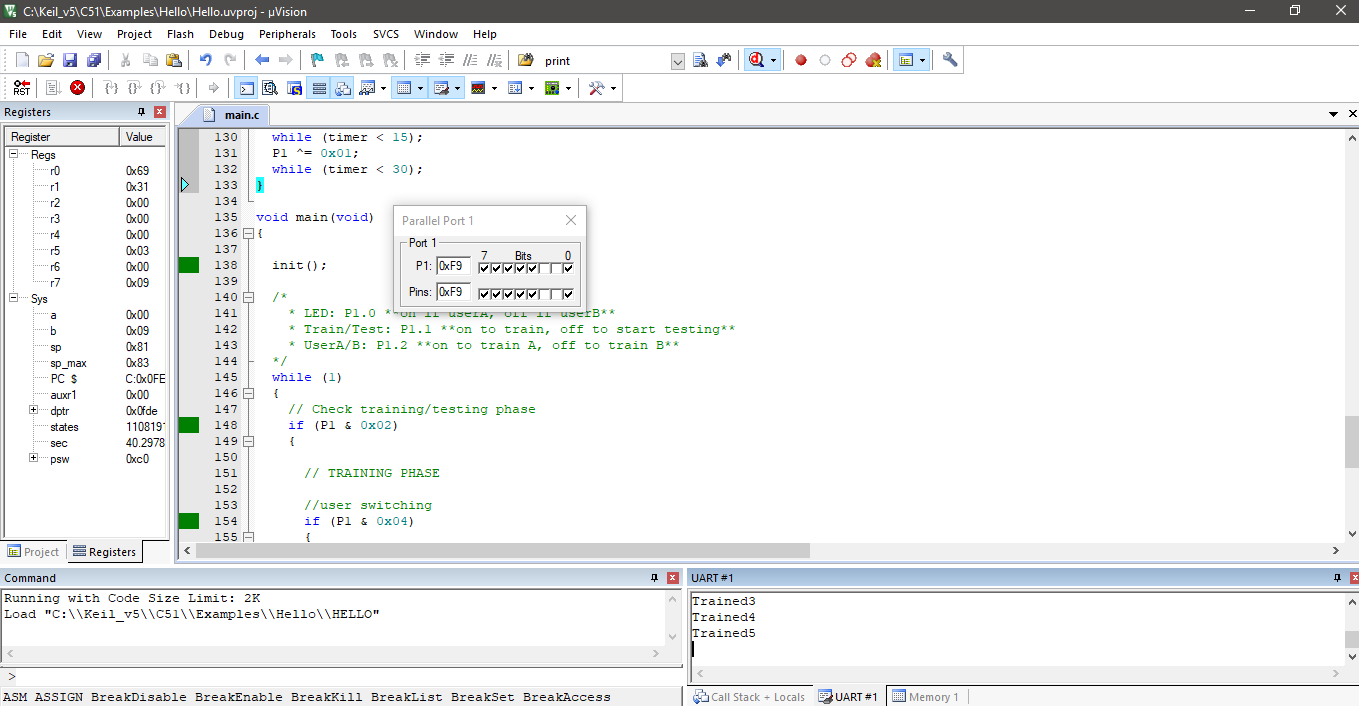 C:\Keil_v5\C51\Examples\Hello\Hello.uvproj - µVision
File Edit View Project Flash Debug Peripherals Tools SVCS Window Help
print
RST
Registers
Register Value
Regs
r0 0x69
r1 0x31
r2 0x00
r3 0x00
r4 0x00
r5 0x03
r6 0x00
r7 0x09
Sys
a 0x00
b 0x09
sp 0x81
sp_max 0x83
PC $ C:0x0FE
auxr1 0x00
dptr 0x0fde
states 1108191
sec 40.2978
psw 0xc0
Project Registers
main.c
130 while (timer < 15);
131 P1 ^= 0x01;
132 while (timer < 30);
133 }
134
135 void main(void)
136 {
137
138 init();
139
140 /*
141 * LED: P1.0 **on if userA, off if userB**
142 * Train/Test: P1.1 **on to train, off to start testing**
143 * UserA/B: P1.2 **on to train A, off to train B**
144 */
145 while (1)
146 {
147 // Check training/testing phase
148 if (P1 & 0x02)
149 {
150
151 // TRAINING PHASE
152
153 //user switching
154 if (P1 & 0x04)
155 {
Parallel Port 1
Port 1
7 Bits 0
P1: 0xF9
Pins: 0xF9
Command
Running with Code Size Limit: 2K
Load "C:\\Keil_v5\\C51\\Examples\\Hello\\HELLO"
>
ASM ASSIGN BreakDisable BreakEnable BreakKill BreakList BreakSet BreakAccess
UART #1
Trained3
Trained4
Trained5
Call Stack + Locals UART #1 Memory 1